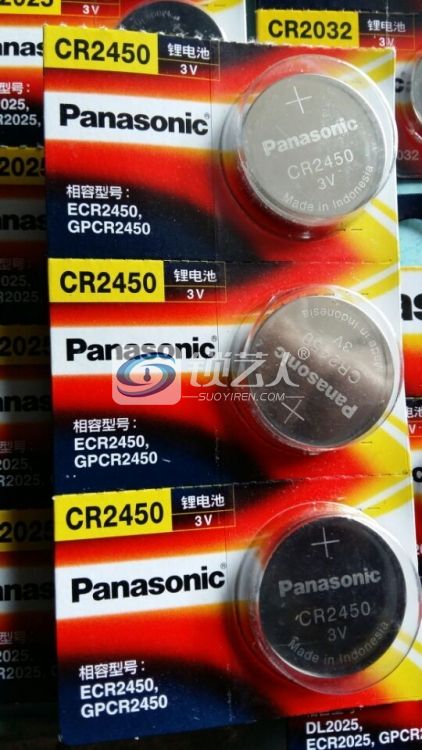 CR2450 锂电池
3V
Panasonic
相容型号:
ECR2450,
GPCR2450
Panasonic
CR2450
3V
Made in Indonesia
CR2032 锂电池
3V
2032
CR2450 锂电池
3V
Panasonic
相容型号:
ECR2450,
GPCR2450
Panasonic
CR2450
3V
Made in Indonesia
锁艺人®
SUOYIREN.COM
CR2450 锂电池
3V
Panasonic
相容型号:
ECR2450,
GPCR2450
Panasonic
CR2450
3V
Made in Indonesia
DL2025,
ECR2025,